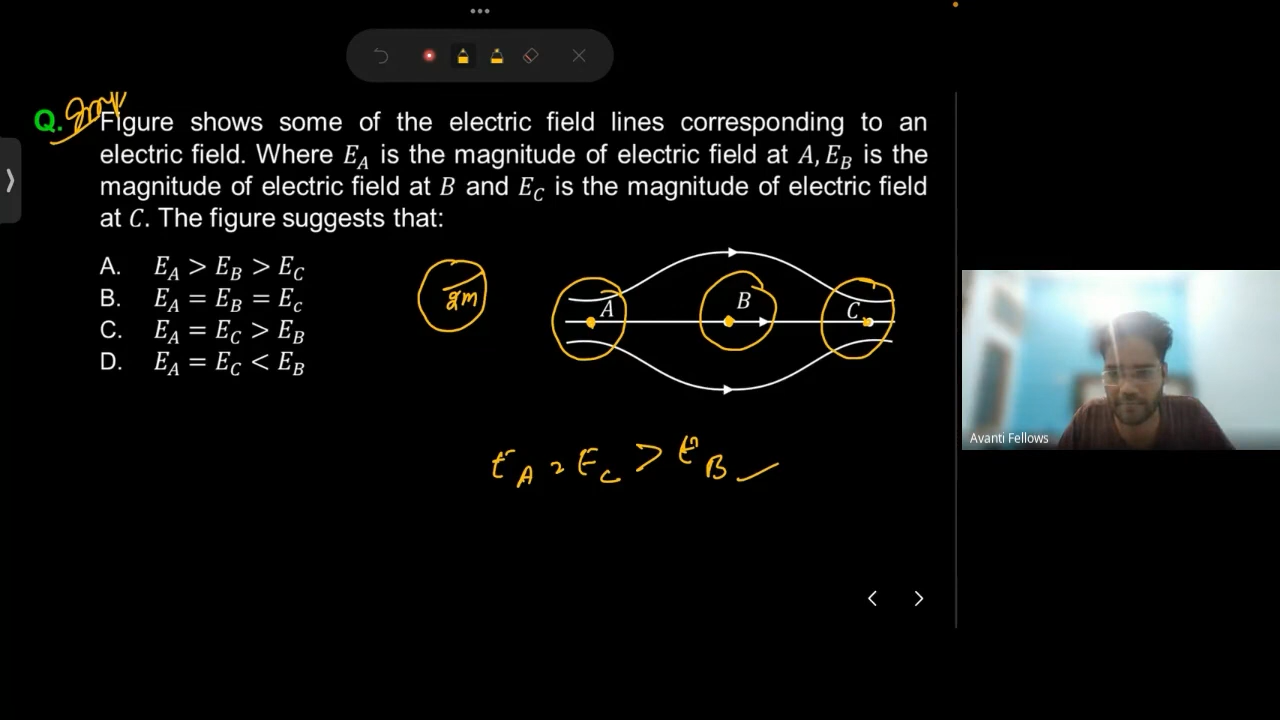 Q. Imp Figure shows some of the electric field lines corresponding to an
electric field. Where E_A is the magnitude of electric field at A, E_B is the
magnitude of electric field at B and E_C is the magnitude of electric field
at C. The figure suggests that:
A. E_A > E_B > E_C
B. E_A = E_B = E_c
C. E_A = E_C > E_B
D. E_A = E_C < E_B
2m
A
B
C
E_A = E_C > E_B
Avanti Fellows